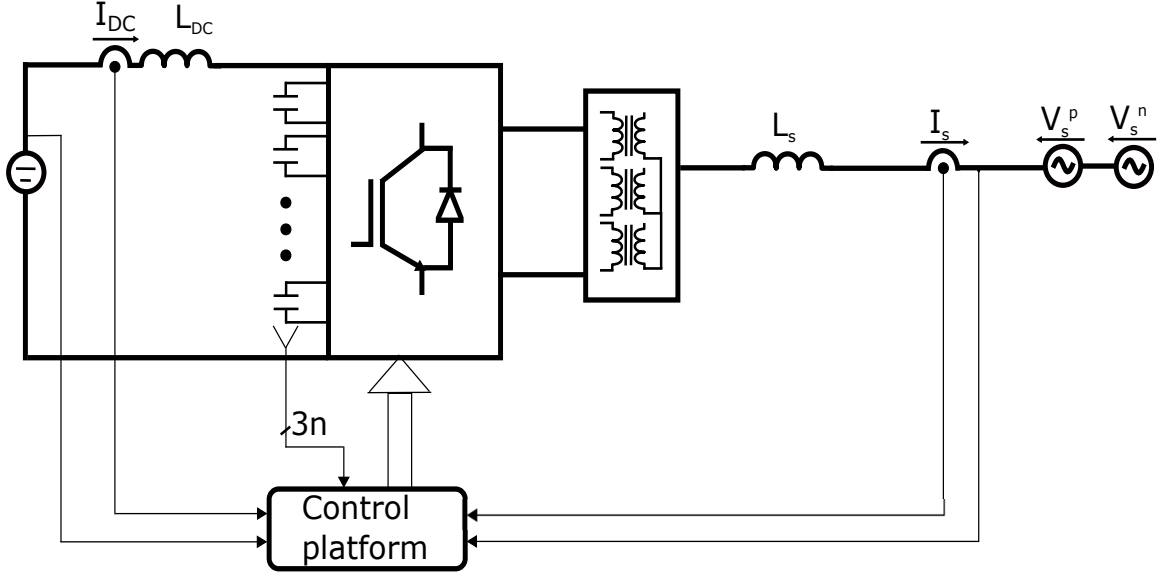 I_DC
L_DC
L_s
I_s
V_s^p
V_s^n
3n
Control
platform